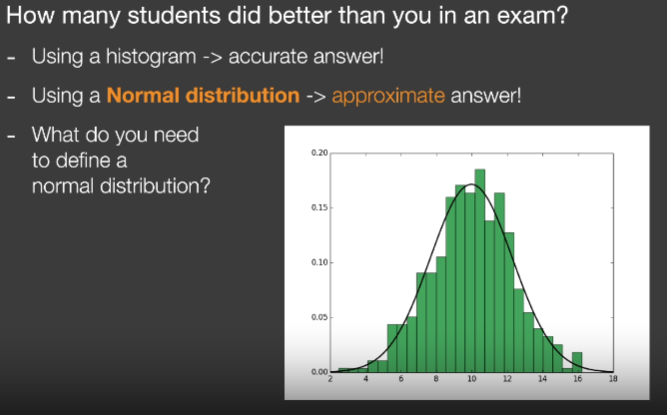 How many students did better than you in an exam?
- Using a histogram -> accurate answer!
- Using a Normal distribution -> approximate answer!
- What do you need
to define a
normal distribution?
0.20
0.15
0.10
0.05
0.00
2 4 6 8 10 12 14 16 18